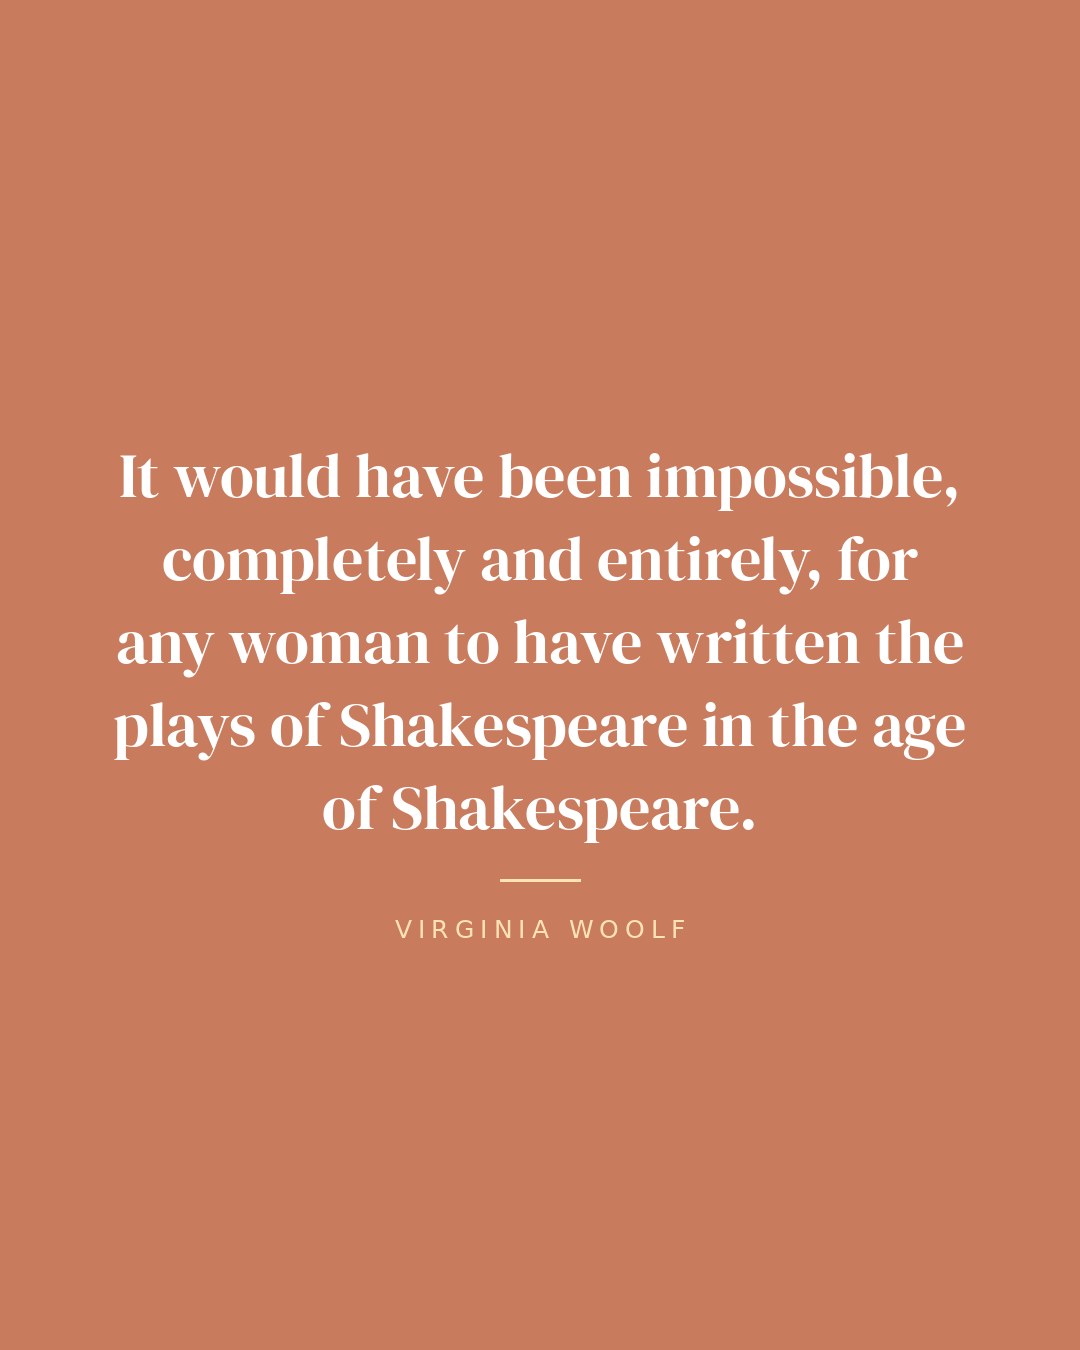 It would have been impossible,
completely and entirely, for
any woman to have written the
plays of Shakespeare in the age
of Shakespeare.
VIRGINIA WOOLF